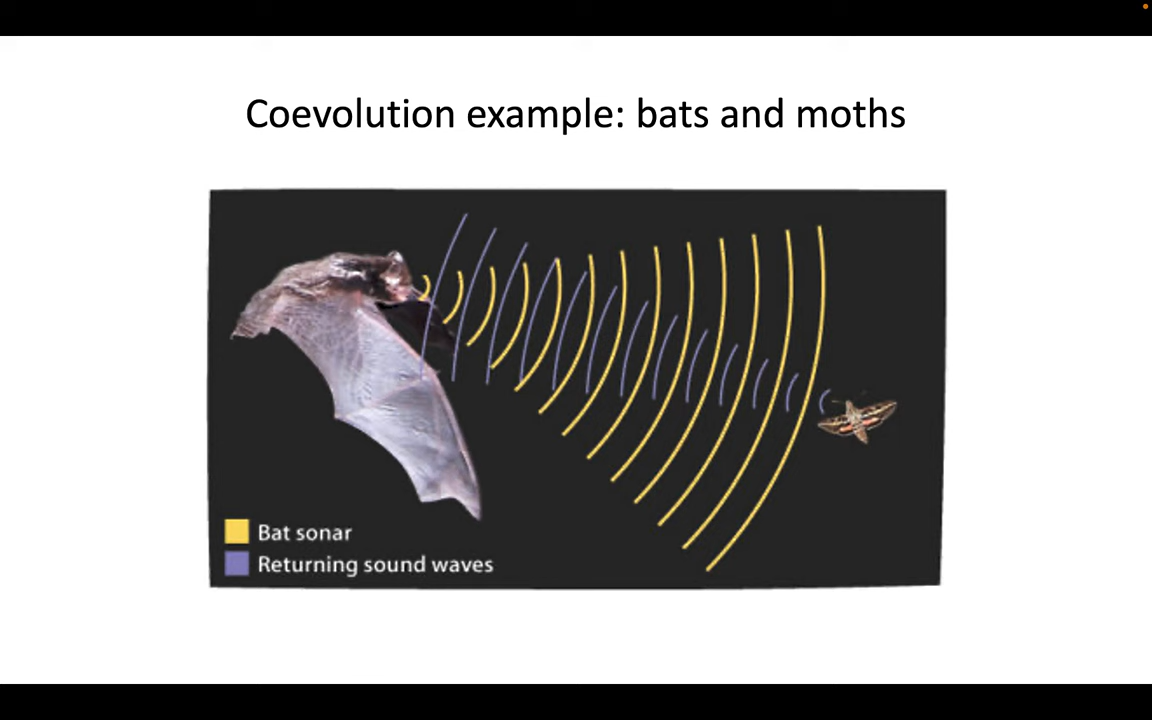 Coevolution example: bats and moths
Bat sonar
Returning sound waves